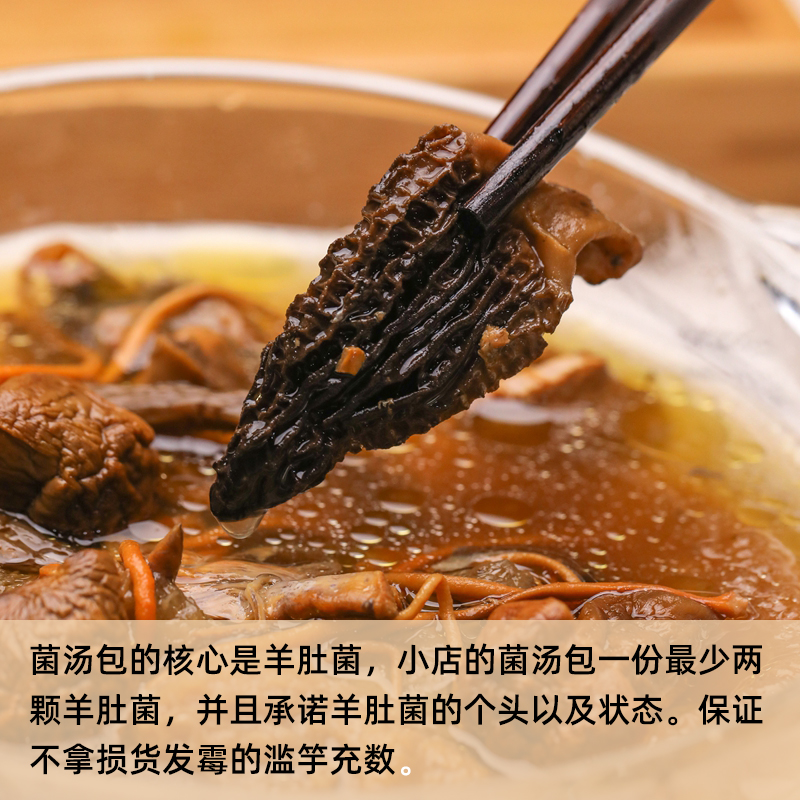 菌汤包的核心是羊肚菌，小店的菌汤包一份最少两
颗羊肚菌，并且承诺羊肚菌的个头以及状态。保证
不拿损货发霉的滥竽充数。